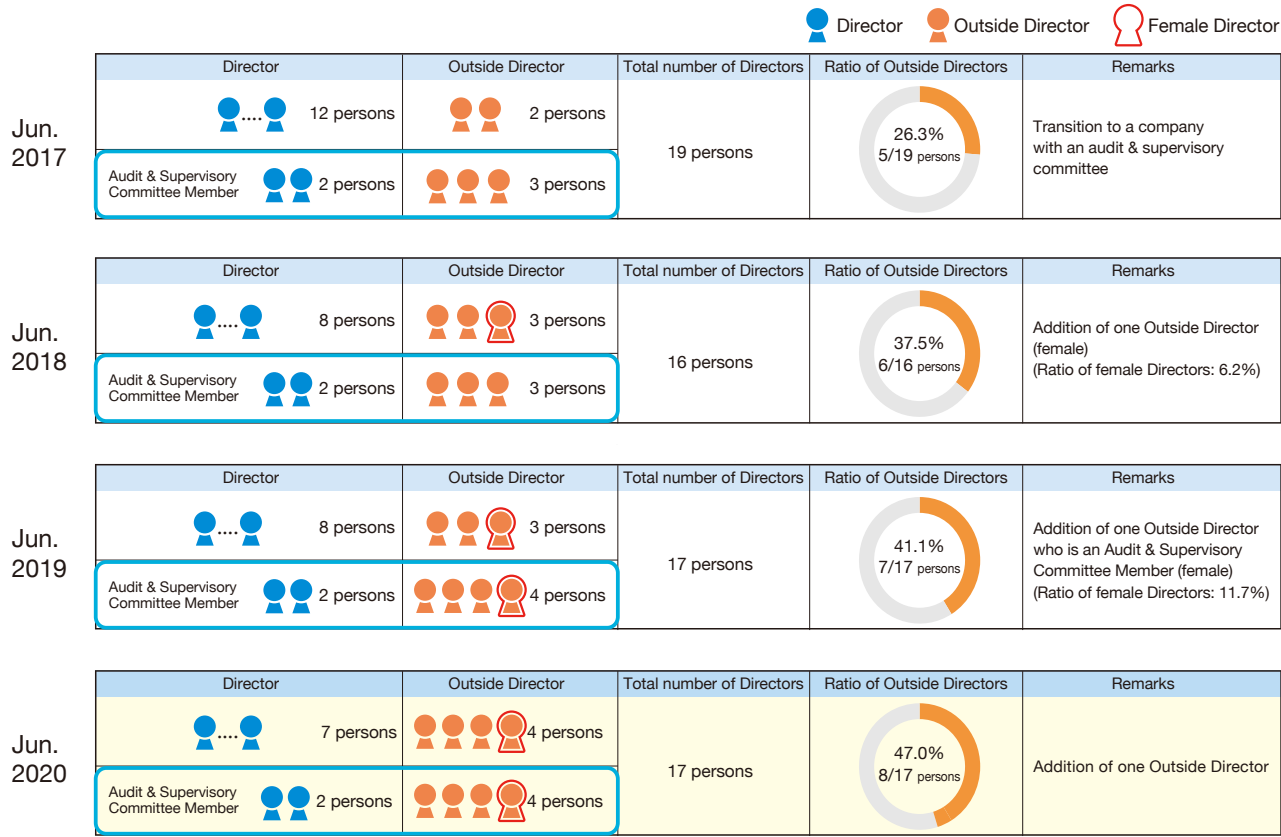 Director Outside Director Female Director
Jun.
2017
Director Outside Director Total number of Directors Ratio of Outside Directors Remarks
.... 12 persons 2 persons
Audit & Supervisory
Committee Member 2 persons 3 persons
19 persons
26.3%
5/19 persons
Transition to a company
with an audit & supervisory
committee
Jun.
2018
Director Outside Director Total number of Directors Ratio of Outside Directors Remarks
.... 8 persons 3 persons
Audit & Supervisory
Committee Member 2 persons 3 persons
16 persons
37.5%
6/16 persons
Addition of one Outside Director
(female)
(Ratio of female Directors: 6.2%)
Jun.
2019
Director Outside Director Total number of Directors Ratio of Outside Directors Remarks
.... 8 persons 3 persons
Audit & Supervisory
Committee Member 2 persons 4 persons
17 persons
41.1%
7/17 persons
Addition of one Outside Director
who is an Audit & Supervisory
Committee Member (female)
(Ratio of female Directors: 11.7%)
Jun.
2020
Director Outside Director Total number of Directors Ratio of Outside Directors Remarks
.... 7 persons 4 persons
Audit & Supervisory
Committee Member 2 persons 4 persons
17 persons
47.0%
8/17 persons
Addition of one Outside Director